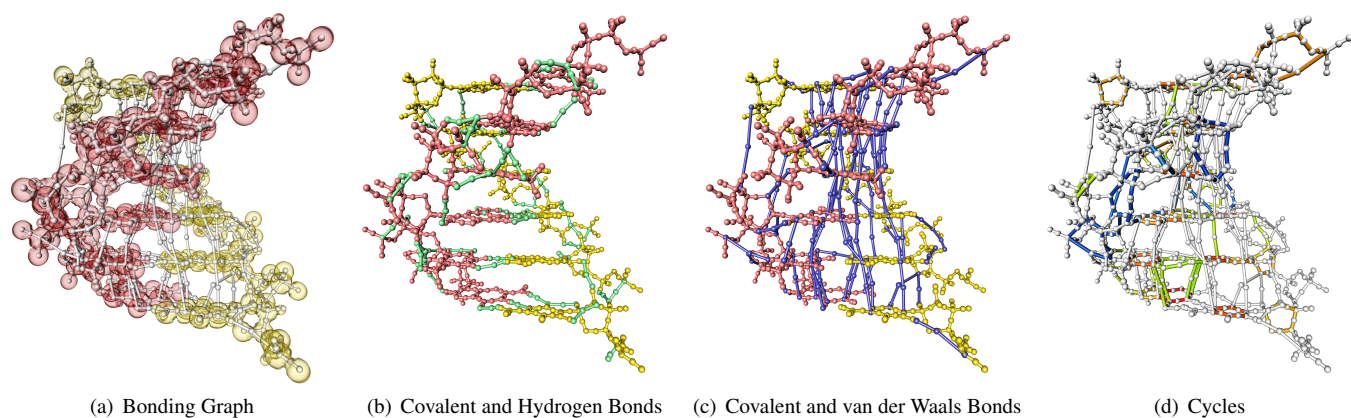 (a) Bonding Graph
(b) Covalent and Hydrogen Bonds
(c) Covalent and van der Waals Bonds
(d) Cycles